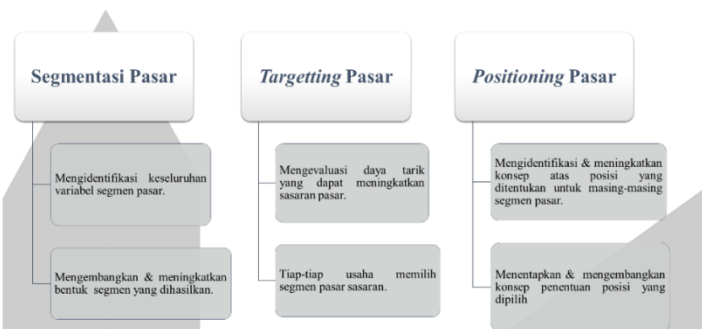 Segmentasi Pasar
Mengidentifikasi keseluruhan
variabel segmen pasar.
Mengembangkan & meningkatkan
bentuk segmen yang dihasilkan.
Targetting Pasar
Mengevaluasi daya tarik
yang dapat meningkatkan
sasaran pasar.
Tiap-tiap usaha memilih
segmen pasar sasaran.
Positioning Pasar
Mengidentifikasi & meningkatkan
konsep atas posisi yang
ditentukan untuk masing-masing
segmen pasar.
Menentapkan & mengembangkan
konsep penentuan posisi yang
dipilih